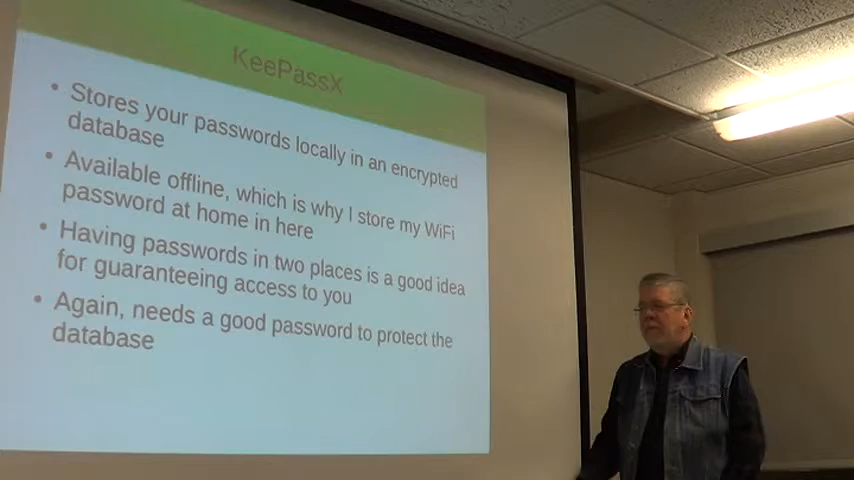 KeePassX
• Stores your passwords locally in an encrypted
database
• Available offline, which is why I store my WiFi
password at home in here
• Having passwords in two places is a good idea
for guaranteeing access to you
• Again, needs a good password to protect the
database